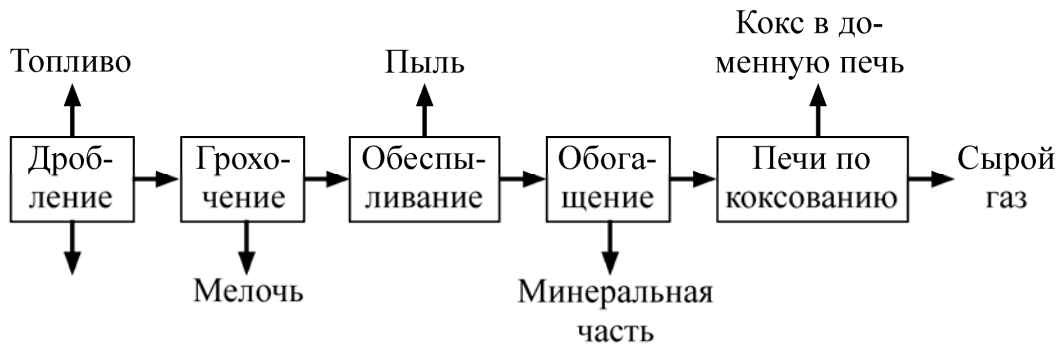 Топливо
Пыль
Кокс в до-
менную печь
Дроб-
ление
Грохо-
чение
Обеспы-
ливание
Обога-
щение
Печи по
коксованию
Сырой
газ
Мелочь
Минеральная
часть